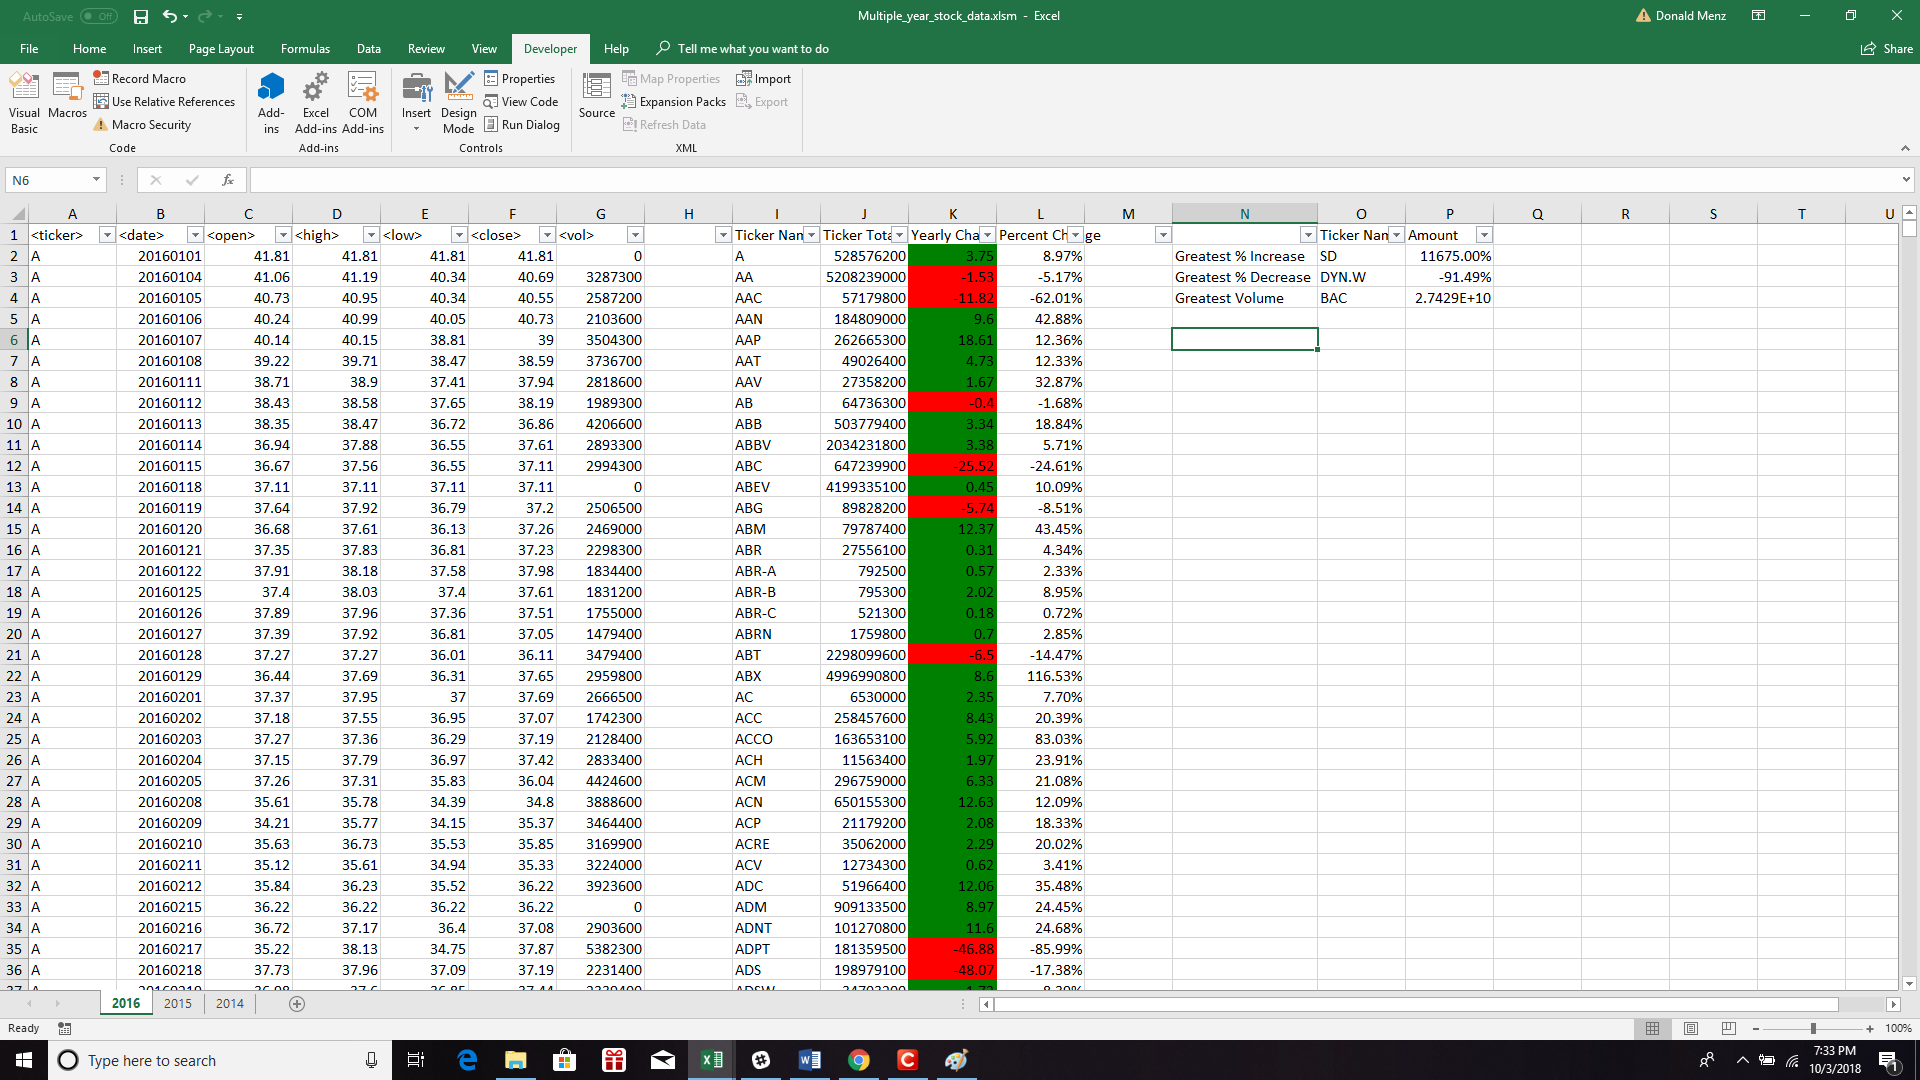 AutoSave Off Multiple_year_stock_data.xlsm - Excel Donald Menz
File Home Insert Page Layout Formulas Data Review View Developer Help Tell me what you want to do Share
Visual Basic Macros Record Macro Use Relative References Macro Security Code
Add-ins Excel Add-ins COM Add-ins Add-ins
Insert Design Mode Properties View Code Run Dialog Controls
Source Map Properties Expansion Packs Refresh Data Import Export XML
N6 fx
A B C D E F G H I J K L M N O P Q R S T U
1 <ticker> <date> <open> <high> <low> <close> <vol> Ticker Nam Ticker Tota Yearly Cha Percent Ch ge Ticker Nam Amount
2 A 20160101 41.81 41.81 41.81 41.81 0 A 528576200 3.75 8.97% Greatest % Increase SD 11675.00%
3 A 20160104 41.06 41.19 40.34 40.69 3287300 AA 5208239000 -1.53 -5.17% Greatest % Decrease DYN.W -91.49%
4 A 20160105 40.73 40.95 40.34 40.55 2587200 AAC 57179800 -11.82 -62.01% Greatest Volume BAC 2.7429E+10
5 A 20160106 40.24 40.99 40.05 40.73 2103600 AAN 184809000 9.6 42.88%
6 A 20160107 40.14 40.15 38.81 39 3504300 AAP 262665300 18.61 12.36%
7 A 20160108 39.22 39.71 38.47 38.59 3736700 AAT 49026400 4.73 12.33%
8 A 20160111 38.71 38.9 37.41 37.94 2818600 AAV 27358200 1.67 32.87%
9 A 20160112 38.43 38.58 37.65 38.19 1989300 AB 64736300 -0.4 -1.68%
10 A 20160113 38.35 38.47 36.72 36.86 4206600 ABB 503779400 3.34 18.84%
11 A 20160114 36.94 37.88 36.55 37.61 2893300 ABBV 2034231800 3.38 5.71%
12 A 20160115 36.67 37.56 36.55 37.11 2994300 ABC 647239900 -25.52 -24.61%
13 A 20160118 37.11 37.11 37.11 37.11 0 ABEV 4199335100 0.45 10.09%
14 A 20160119 37.64 37.92 36.79 37.2 2506500 ABG 89828200 -5.74 -8.51%
15 A 20160120 36.68 37.61 36.13 37.26 2469000 ABM 79787400 12.37 43.45%
16 A 20160121 37.35 37.83 36.81 37.23 2298300 ABR 27556100 0.31 4.34%
17 A 20160122 37.91 38.18 37.58 37.98 1834400 ABR-A 792500 0.57 2.33%
18 A 20160125 37.4 38.03 37.4 37.61 1831200 ABR-B 795300 2.02 8.95%
19 A 20160126 37.89 37.96 37.36 37.51 1755000 ABR-C 521300 0.18 0.72%
20 A 20160127 37.39 37.92 36.81 37.05 1479400 ABRN 1759800 0.7 2.85%
21 A 20160128 37.27 37.27 36.01 36.11 3479400 ABT 2298099600 -6.5 -14.47%
22 A 20160129 36.44 37.69 36.31 37.65 2959800 ABX 4996990800 8.6 116.53%
23 A 20160201 37.37 37.95 37 37.69 2666500 AC 6530000 2.35 7.70%
24 A 20160202 37.18 37.55 36.95 37.07 1742300 ACC 258457600 8.43 20.39%
25 A 20160203 37.27 37.36 36.29 37.19 2128400 ACCO 163653100 5.92 83.03%
26 A 20160204 37.15 37.79 36.97 37.42 2833400 ACH 11563400 1.97 23.91%
27 A 20160205 37.26 37.31 35.83 36.04 4424600 ACM 296759000 6.33 21.08%
28 A 20160208 35.61 35.78 34.39 34.8 3888600 ACN 650155300 12.63 12.09%
29 A 20160209 34.21 35.77 34.15 35.37 3464400 ACP 21179200 2.08 18.33%
30 A 20160210 35.63 36.73 35.53 35.85 3169900 ACRE 35062000 2.29 20.02%
31 A 20160211 35.12 35.61 34.94 35.33 3224000 ACV 12734300 0.62 3.41%
32 A 20160212 35.84 36.23 35.52 36.22 3923600 ADC 51966400 12.06 35.48%
33 A 20160215 36.22 36.22 36.22 36.22 0 ADM 909133500 8.97 24.45%
34 A 20160216 36.72 37.17 36.4 37.08 2903600 ADNT 101270800 11.6 24.68%
35 A 20160217 35.22 38.13 34.75 37.87 5382300 ADPT 181359500 -46.88 -85.99%
36 A 20160218 37.73 37.96 37.09 37.19 2231400 ADS 198979100 -48.07 -17.38%
2016 2015 2014
Ready 100%
Type here to search 7:33 PM
10/3/2018 1